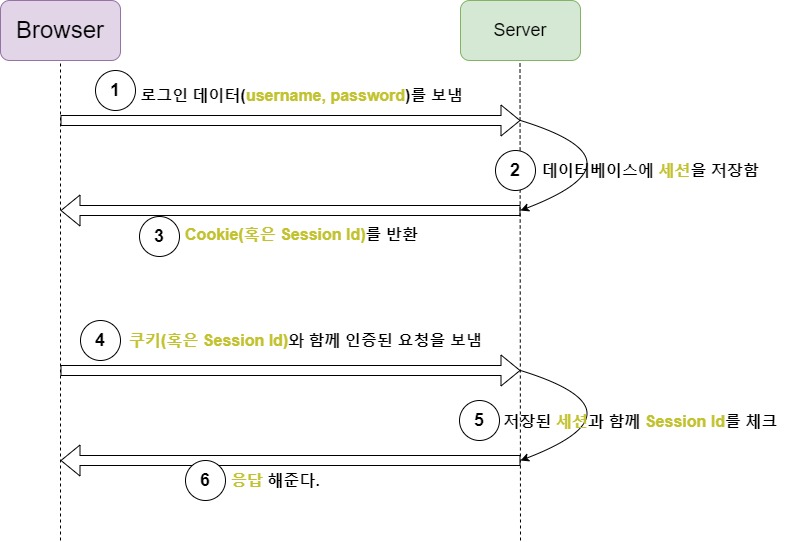 Browser
Server
1
로그인 데이터(username, password)를 보냄
2
데이터베이스에 세션을 저장함
3
Cookie(혹은 Session Id)를 반환
4
쿠키(혹은 Session Id)와 함께 인증된 요청을 보냄
5
저장된 세션과 함께 Session Id를 체크
6
응답 해준다.